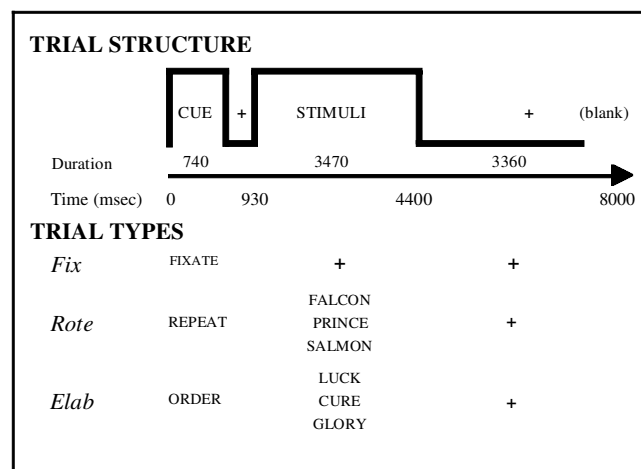 TRIAL STRUCTURE
CUE + STIMULI + (blank)
Duration 740 3470 3360
Time (msec) 0 930 4400 8000
TRIAL TYPES
Fix FIXATE + +
FALCON
Rote REPEAT PRINCE +
SALMON
LUCK
Elab ORDER CURE +
GLORY